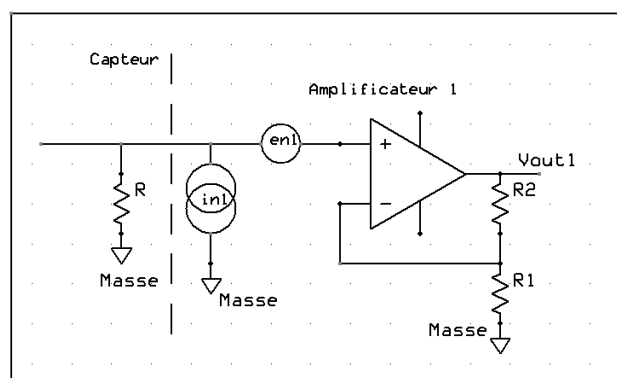 Capteur
Amplificateur 1
en1
Vout1
R
in1
R2
Masse
Masse
R1
Masse